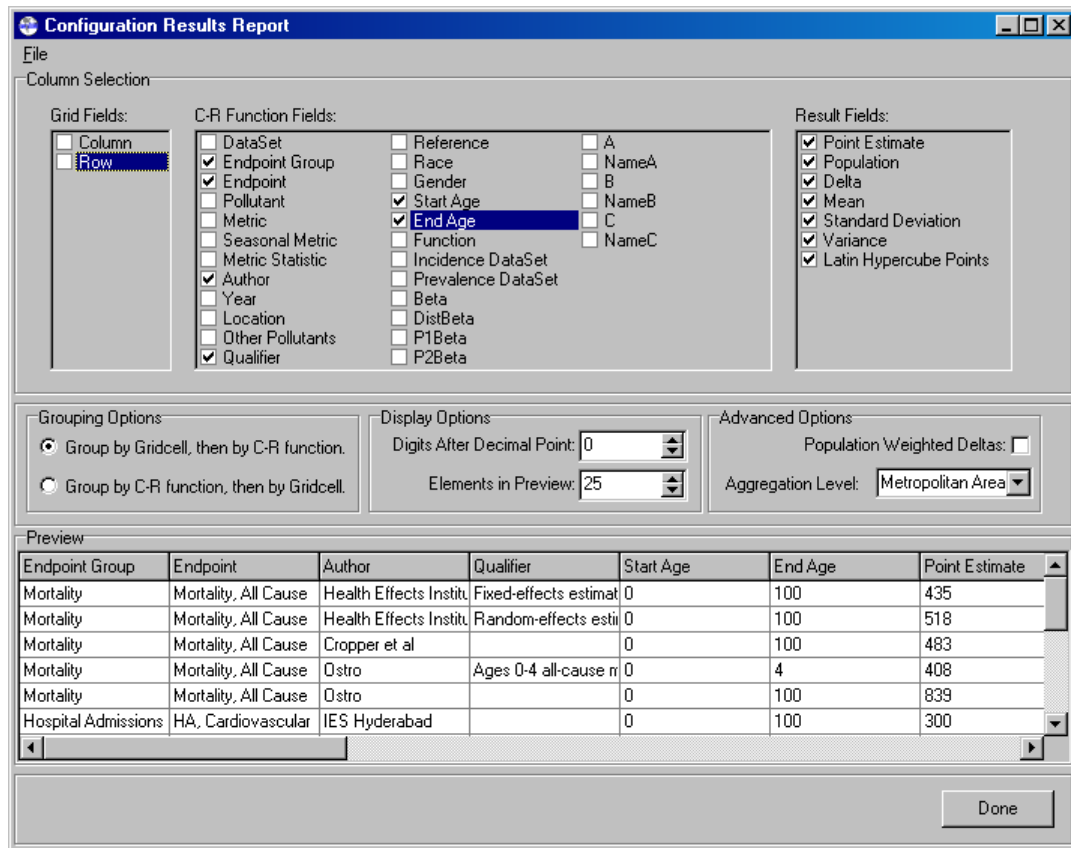 Configuration Results Report
File
Column Selection
Grid Fields:
Column
Row
C-R Function Fields:
DataSet
Endpoint Group
Endpoint
Pollutant
Metric
Seasonal Metric
Metric Statistic
Author
Year
Location
Other Pollutants
Qualifier
Reference
Race
Gender
Start Age
End Age
Function
Incidence DataSet
Prevalence DataSet
Beta
DistBeta
P1Beta
P2Beta
A
NameA
B
NameB
C
NameC
Result Fields:
Point Estimate
Population
Delta
Mean
Standard Deviation
Variance
Latin Hypercube Points
Grouping Options
Group by Gridcell, then by C-R function.
Group by C-R function, then by Gridcell.
Display Options
Digits After Decimal Point: 0
Elements in Preview: 25
Advanced Options
Population Weighted Deltas:
Aggregation Level: Metropolitan Area
Preview
Endpoint Group Endpoint Author Qualifier Start Age End Age Point Estimate
Mortality Mortality, All Cause Health Effects Institu Fixed-effects estimat 0 100 435
Mortality Mortality, All Cause Health Effects Institu Random-effects esti 0 100 518
Mortality Mortality, All Cause Cropper et al 0 100 483
Mortality Mortality, All Cause Ostro Ages 0-4 all-cause m 0 4 408
Mortality Mortality, All Cause Ostro 0 100 839
Hospital Admissions HA, Cardiovascular IES Hyderabad 0 100 300
Done